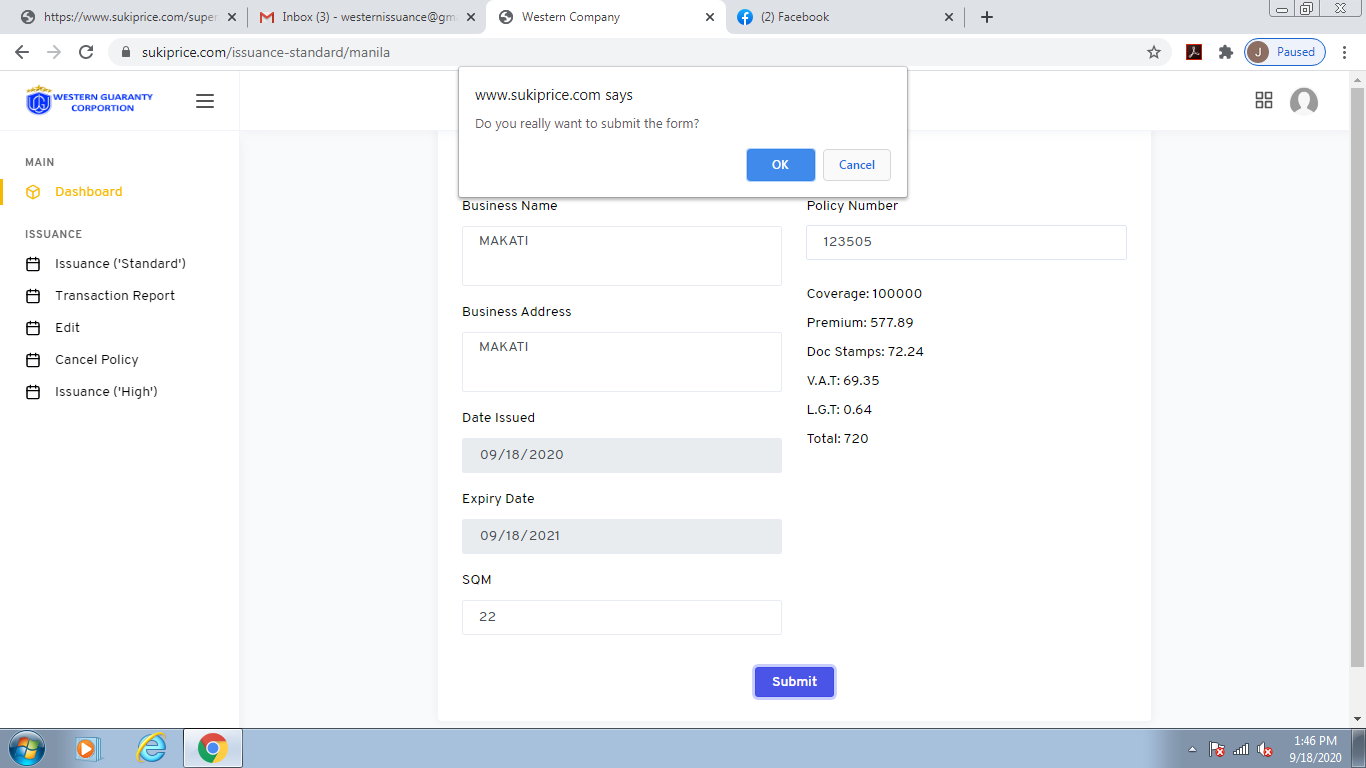 https://www.sukiprice.com/super
Inbox (3) - westernissuance@gm
Western Company
(2) Facebook
sukiprice.com/issuance-standard/manila
J Paused
WESTERN GUARANTY
CORPORTION
www.sukiprice.com says
Do you really want to submit the form?
OK
Cancel
MAIN
Dashboard
ISSUANCE
Issuance ('Standard')
Transaction Report
Edit
Cancel Policy
Issuance ('High')
Business Name
MAKATI
Business Address
MAKATI
Date Issued
09/18/2020
Expiry Date
09/18/2021
SQM
22
Policy Number
123505
Coverage: 100000
Premium: 577.89
Doc Stamps: 72.24
V.A.T: 69.35
L.G.T: 0.64
Total: 720
Submit
1:46 PM
9/18/2020